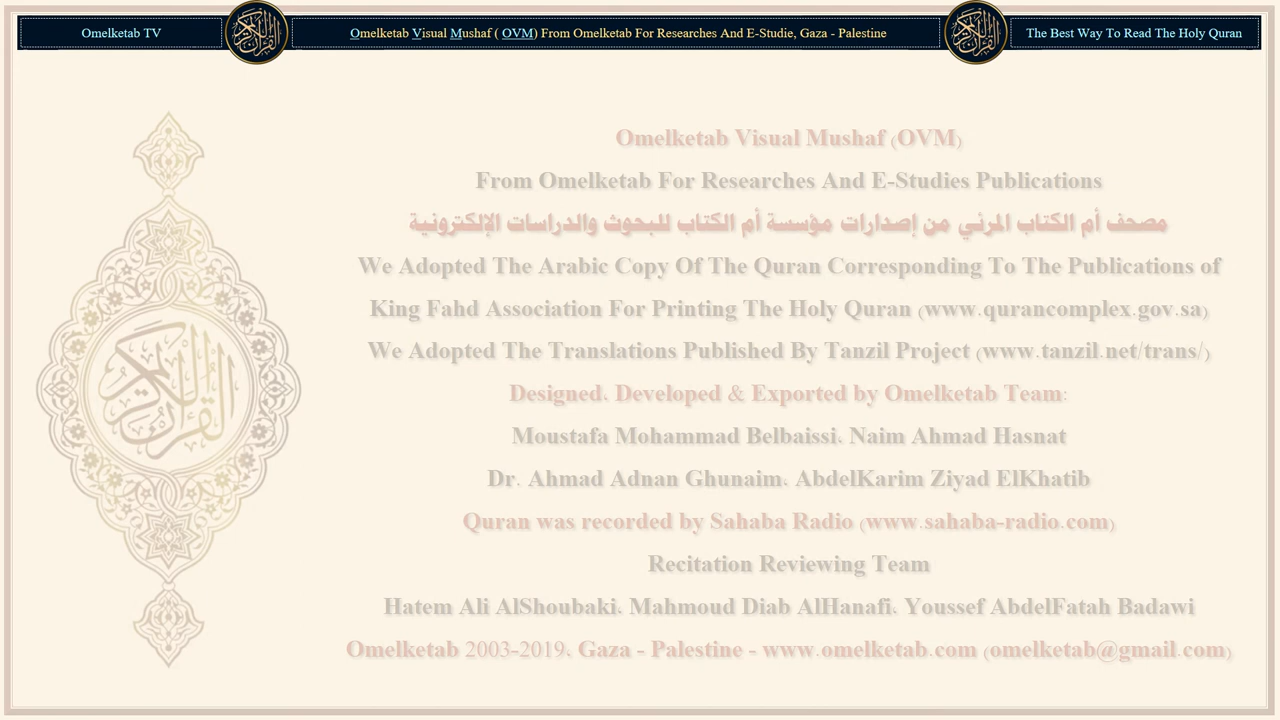 Omelketab TV
Omelketab Visual Mushaf ( OVM) From Omelketab For Researches And E-Studie, Gaza - Palestine
The Best Way To Read The Holy Quran
Omelketab Visual Mushaf (OVM)
From Omelketab For Researches And E-Studies Publications
مصحف أم الكتاب المرئي من إصدارات مؤسسة أم الكتاب للبحوث والدراسات الإلكترونية
We Adopted The Arabic Copy Of The Quran Corresponding To The Publications of
King Fahd Association For Printing The Holy Quran (www.qurancomplex.gov.sa)
We Adopted The Translations Published By Tanzil Project (www.tanzil.net/trans/)
Designed، Developed & Exported by Omelketab Team:
Moustafa Mohammad Belbaissi، Naim Ahmad Hasnat
Dr. Ahmad Adnan Ghunaim، AbdelKarim Ziyad ElKhatib
Quran was recorded by Sahaba Radio (www.sahaba-radio.com)
Recitation Reviewing Team
Hatem Ali AlShoubaki، Mahmoud Diab AlHanafi، Youssef AbdelFatah Badawi
Omelketab 2003-2019، Gaza - Palestine - www.omelketab.com (omelketab@gmail.com)
القرآن الكريم